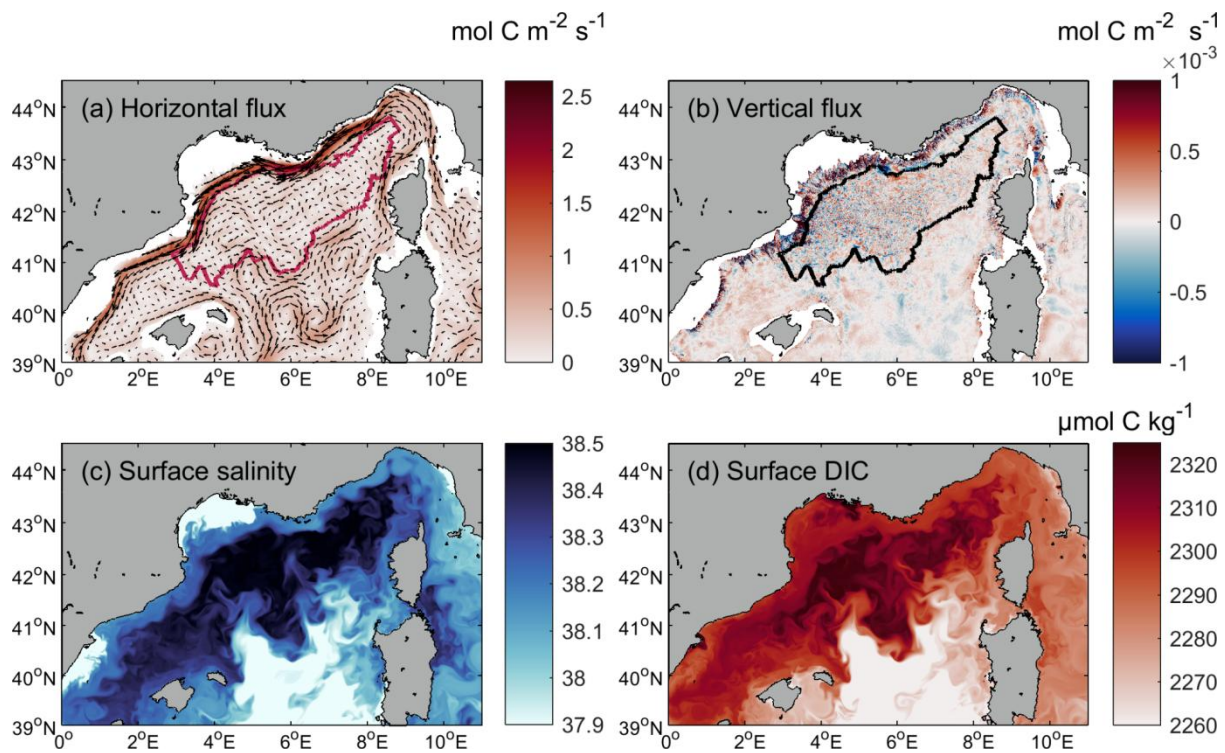 mol C m⁻² s⁻¹
(a) Horizontal flux
44°N
43°N
42°N
41°N
40°N
39°N
0°
2°E
4°E
6°E
8°E
10°E
2.5
2
1.5
1
0.5
0
mol C m⁻² s⁻¹
×10⁻³
(b) Vertical flux
44°N
43°N
42°N
41°N
40°N
39°N
0°
2°E
4°E
6°E
8°E
10°E
1
0.5
0
-0.5
-1
(c) Surface salinity
44°N
43°N
42°N
41°N
40°N
39°N
0°
2°E
4°E
6°E
8°E
10°E
38.5
38.4
38.3
38.2
38.1
38
37.9
µmol C kg⁻¹
(d) Surface DIC
44°N
43°N
42°N
41°N
40°N
39°N
0°
2°E
4°E
6°E
8°E
10°E
2320
2310
2300
2290
2280
2270
2260